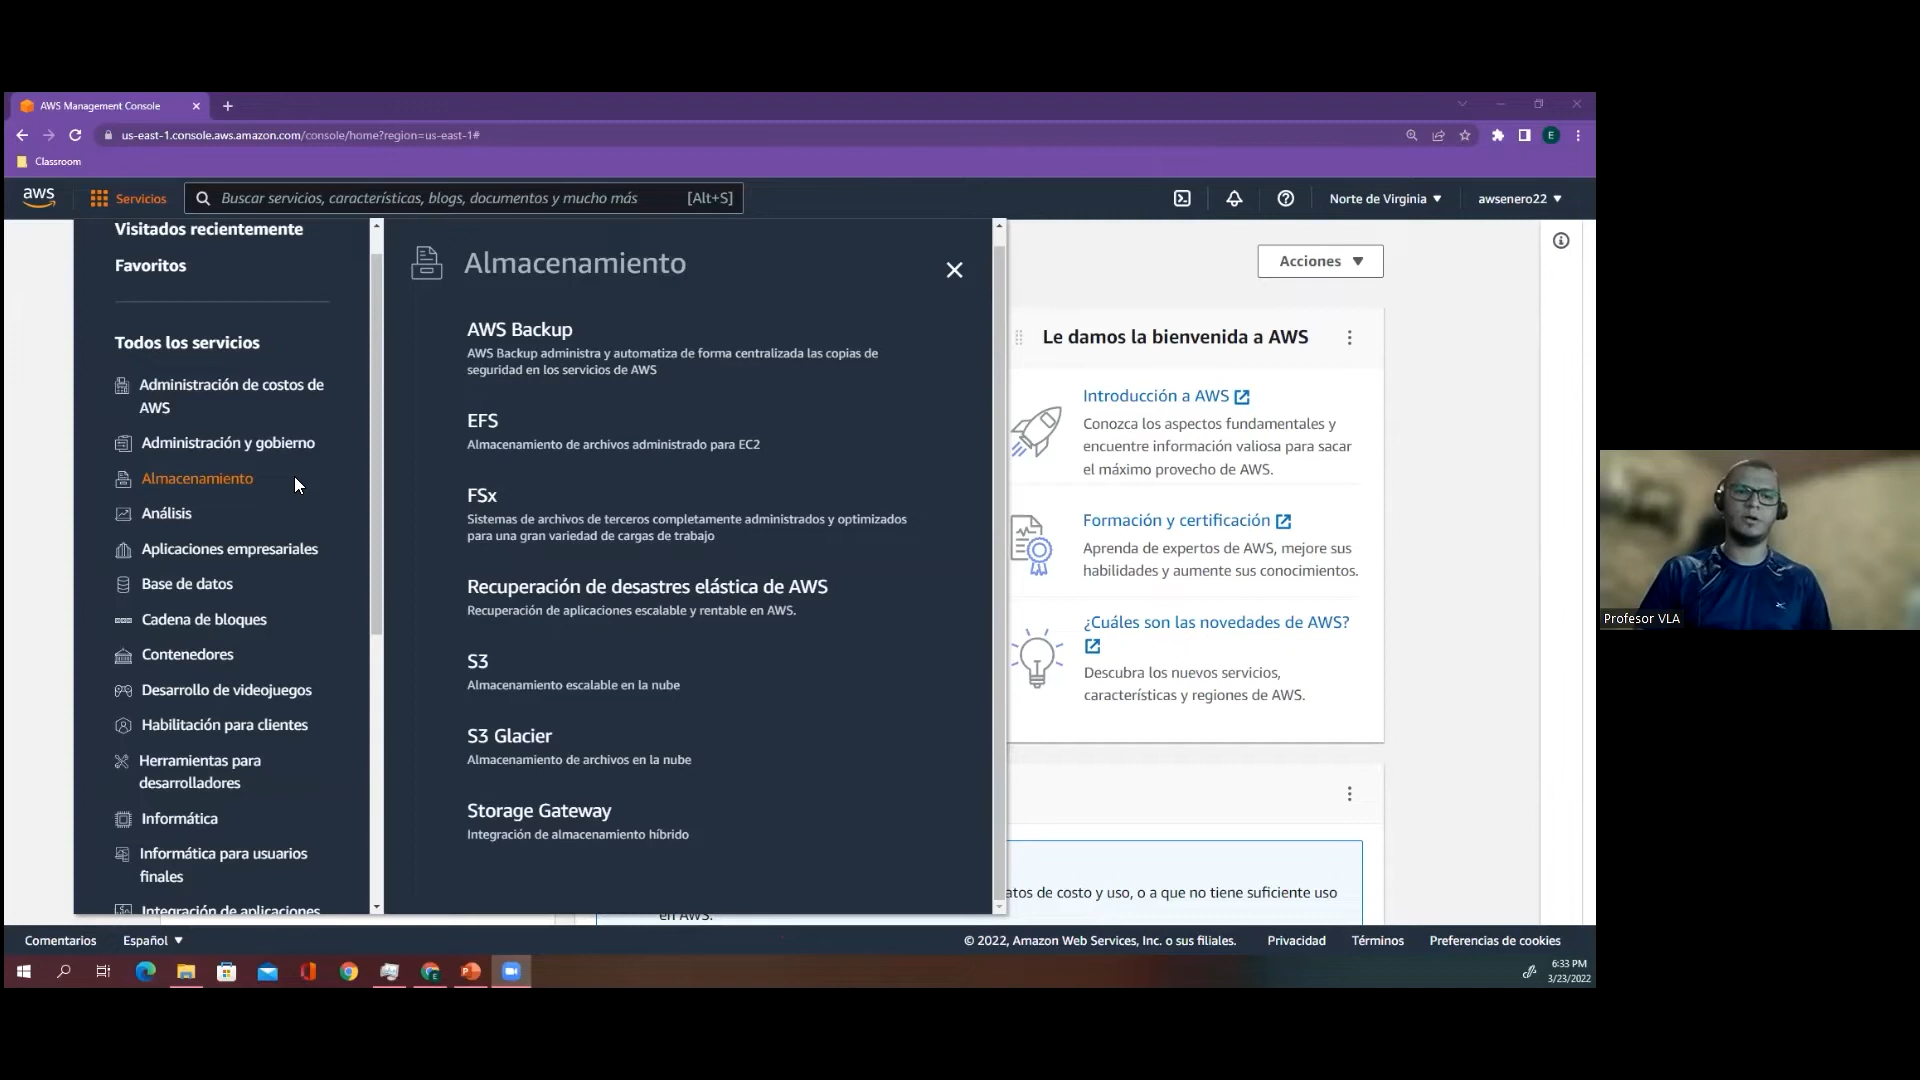 AWS Management Console
us-east-1.console.aws.amazon.com/console/home?region=us-east-1#
E
Classroom
aws
Servicios
Buscar servicios, características, blogs, documentos y mucho más
[Alt+S]
Norte de Virginia
awsenero22
Visitados recientemente
Favoritos
Todos los servicios
Administración de costos de
AWS
Administración y gobierno
Almacenamiento
Análisis
Aplicaciones empresariales
Base de datos
Cadena de bloques
Contenedores
Desarrollo de videojuegos
Habilitación para clientes
Herramientas para
desarrolladores
Informática
Informática para usuarios
finales
Integración de aplicaciones
Almacenamiento
AWS Backup
AWS Backup administra y automatiza de forma centralizada las copias de
seguridad en los servicios de AWS
EFS
Almacenamiento de archivos administrado para EC2
FSx
Sistemas de archivos de terceros completamente administrados y optimizados
para una gran variedad de cargas de trabajo
Recuperación de desastres elástica de AWS
Recuperación de aplicaciones escalable y rentable en AWS.
S3
Almacenamiento escalable en la nube
S3 Glacier
Almacenamiento de archivos en la nube
Storage Gateway
Integración de almacenamiento híbrido
Acciones
Le damos la bienvenida a AWS
Introducción a AWS
Conozca los aspectos fundamentales y
encuentre información valiosa para sacar
el máximo provecho de AWS.
Formación y certificación
Aprenda de expertos de AWS, mejore sus
habilidades y aumente sus conocimientos.
¿Cuáles son las novedades de AWS?
Descubra los nuevos servicios,
características y regiones de AWS.
atos de costo y uso, o a que no tiene suficiente uso
en AWS.
Comentarios
Español
© 2022, Amazon Web Services, Inc. o sus filiales.
Privacidad
Términos
Preferencias de cookies
6:33 PM
3/23/2022
Profesor VLA